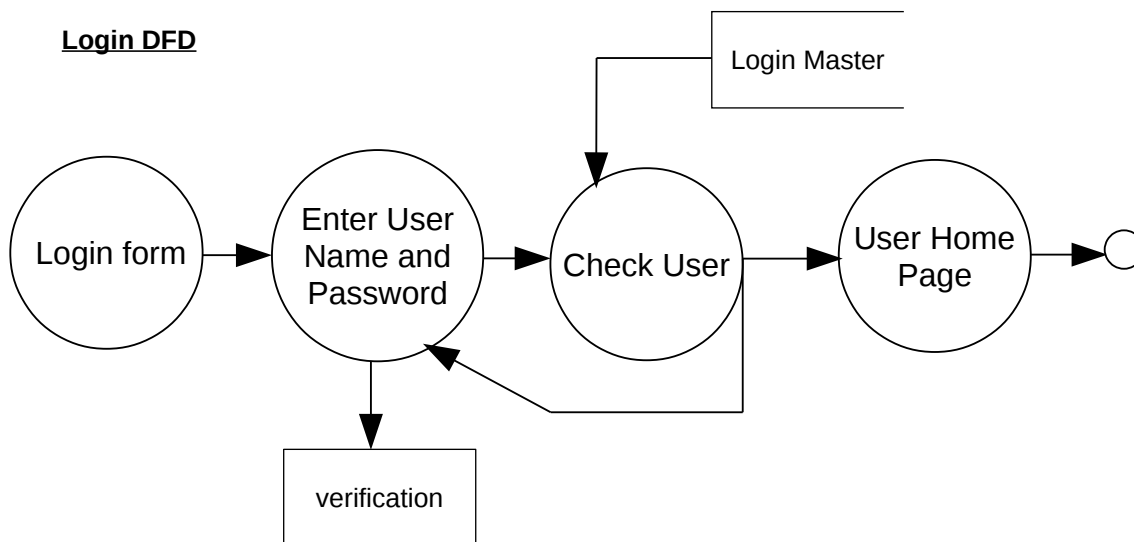 Login DFD
Login Master
Login form
Enter User
Name and
Password
Check User
User Home
Page
verification